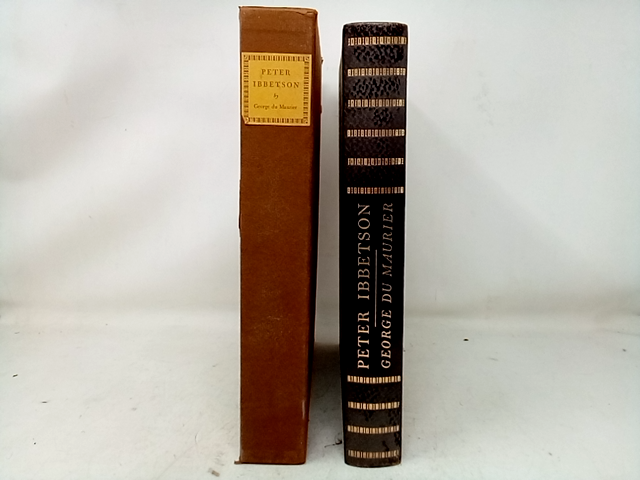 PETER
IBBETSON
by
George du Maurier
PETER IBBETSON
GEORGE DU MAURIER